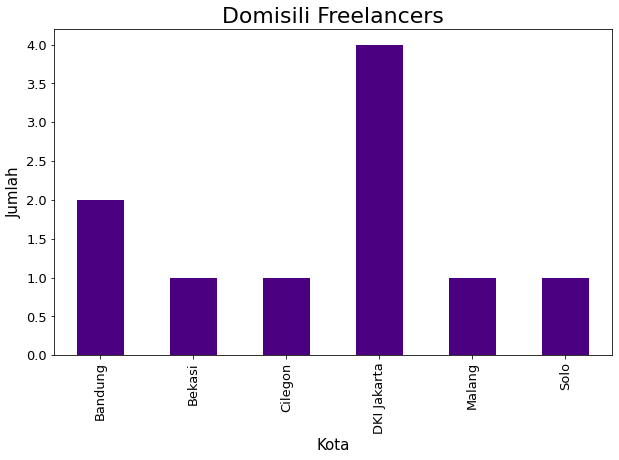 Domisili Freelancers
Jumlah
4.0
3.5
3.0
2.5
2.0
1.5
1.0
0.5
0.0
Bandung
Bekasi
Cilegon
DKI Jakarta
Malang
Solo
Kota